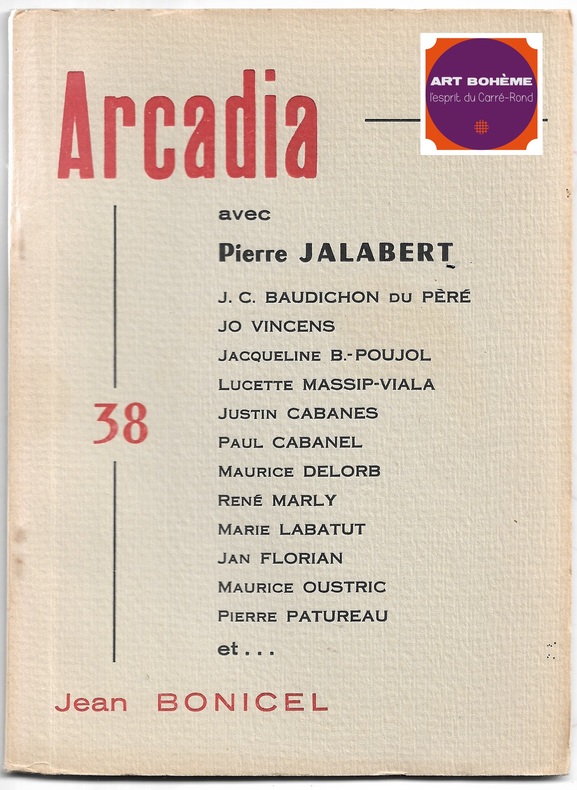 Arcadia
ART BOHÈME
l'esprit du Carré-Rond
avec
Pierre JALABERT
J. C. BAUDICHON DU PÈRÉ
JO VINCENS
JACQUELINE B.-POUJOL
LUCETTE MASSIP-VIALA
JUSTIN CABANES
38
PAUL CABANEL
MAURICE DELORB
RENÉ MARLY
MARIE LABATUT
JAN FLORIAN
MAURICE OUSTRIC
PIERRE PATUREAU
et...
Jean BONICEL